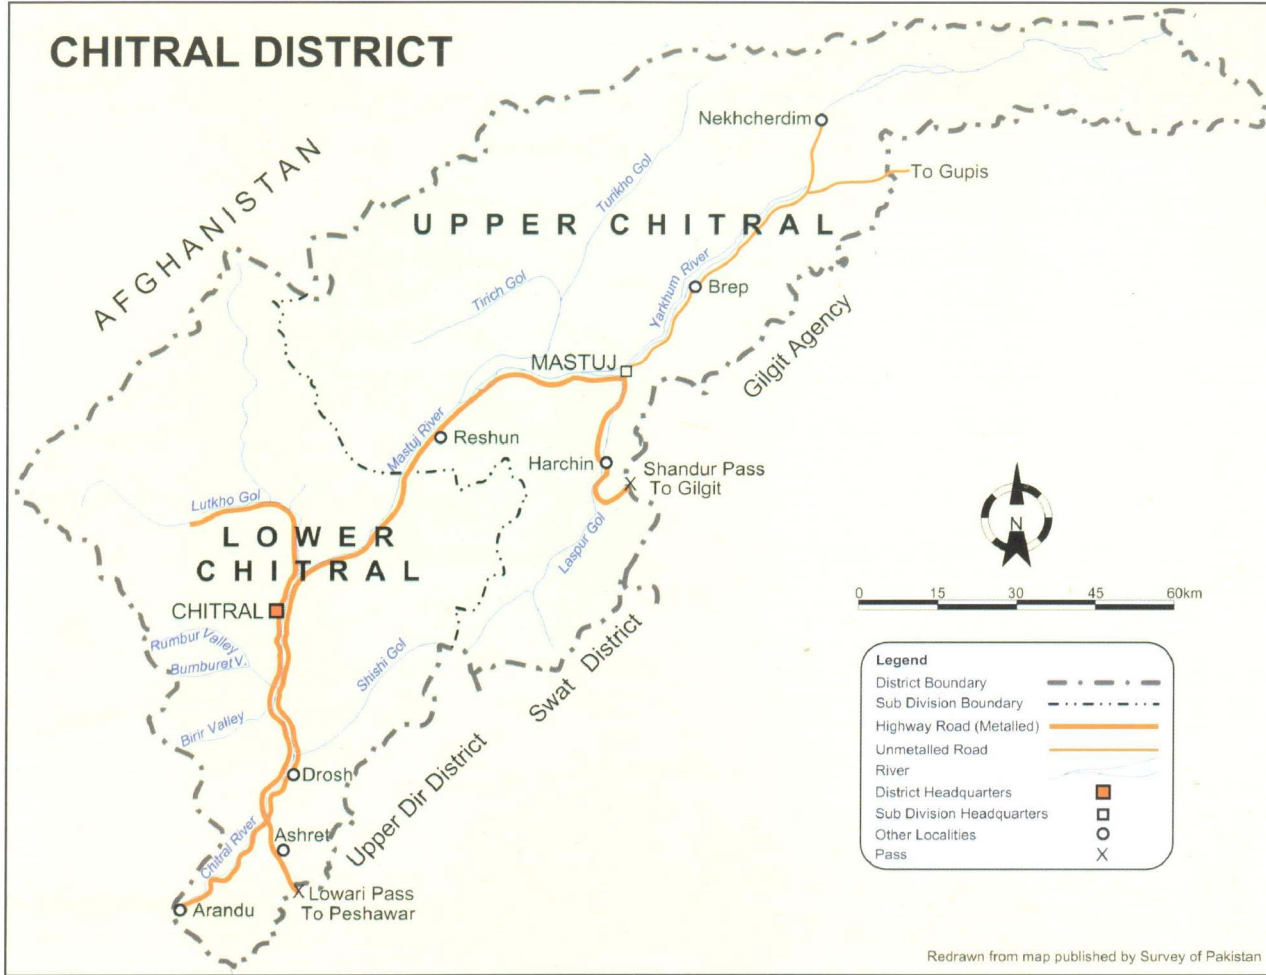 CHITRAL DISTRICT
Nekhcherdim
AFGHANISTAN
To Gupis
Turikho Gol
UPPER CHITRAL
Yarkhum River
Tirich Gol
Brep
MASTUJ
Gilgit Agency
Mastuj River
Reshun
Harchin
Shandur Pass
To Gilgit
Lutkho Gol
LOWER
CHITRAL
Laspur Gol
N
0 15 30 45 60km
CHITRAL
Rumbur Valley
Bumburet V.
Shishi Gol
Swat District
Birir Valley
Drosh
Upper Dir District
Chitral River
Ashret
Lowari Pass
To Peshawar
Arandu
Legend
District Boundary
Sub Division Boundary
Highway Road (Metalled)
Unmetalled Road
River
District Headquarters
Sub Division Headquarters
Other Localities
Pass
Redrawn from map published by Survey of Pakistan